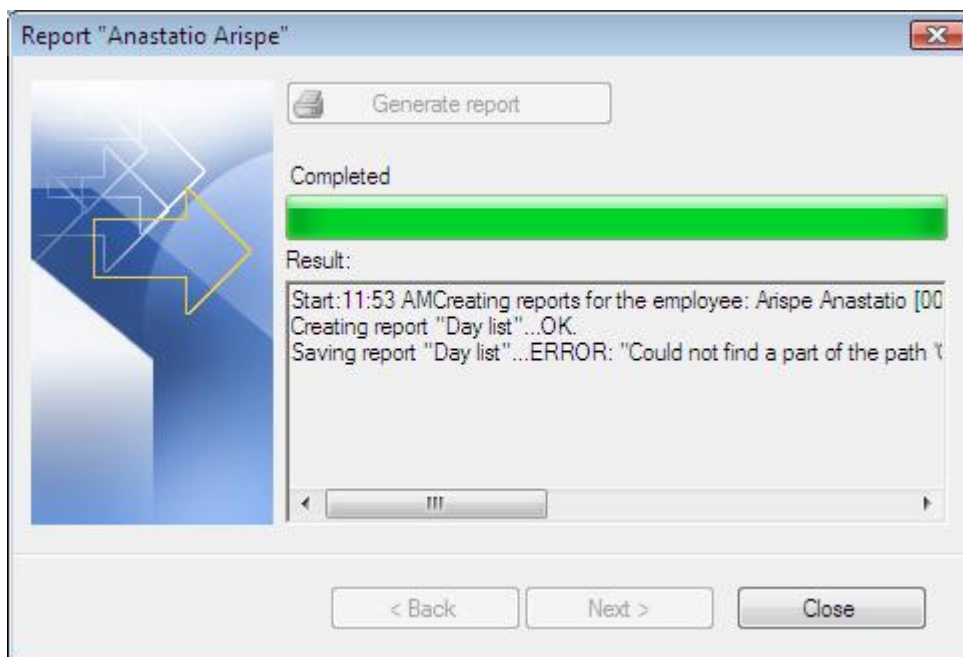 Report "Anastatio Arispe"
Generate report
Completed
Result:
Start:11:53 AMCreating reports for the employee: Arispe Anastatio [00
Creating report "Day list"...OK.
Saving report "Day list"...ERROR: "Could not find a part of the path '
< Back
Next >
Close